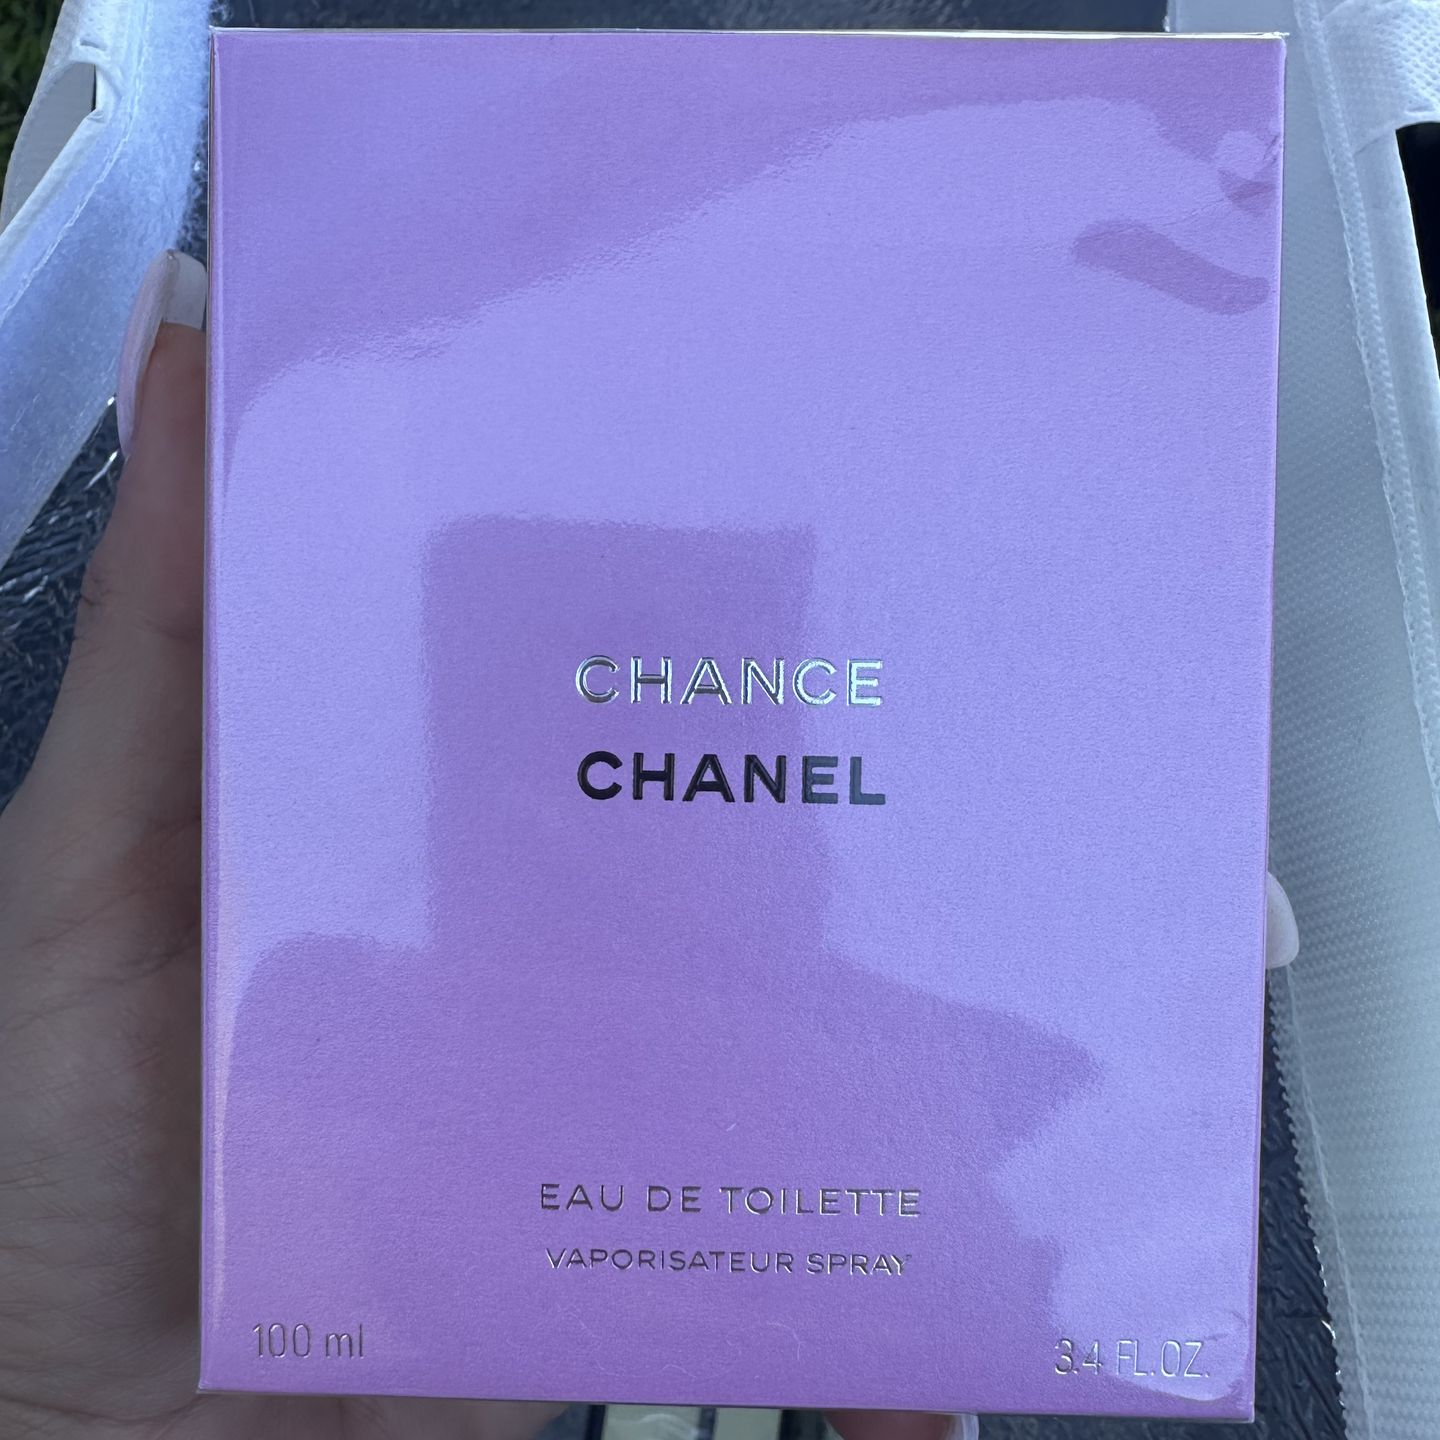 CHANCE
CHANEL
EAU DE TOILETTE
VAPORISATEUR SPRAY
100 ml
3.4 FL.OZ.